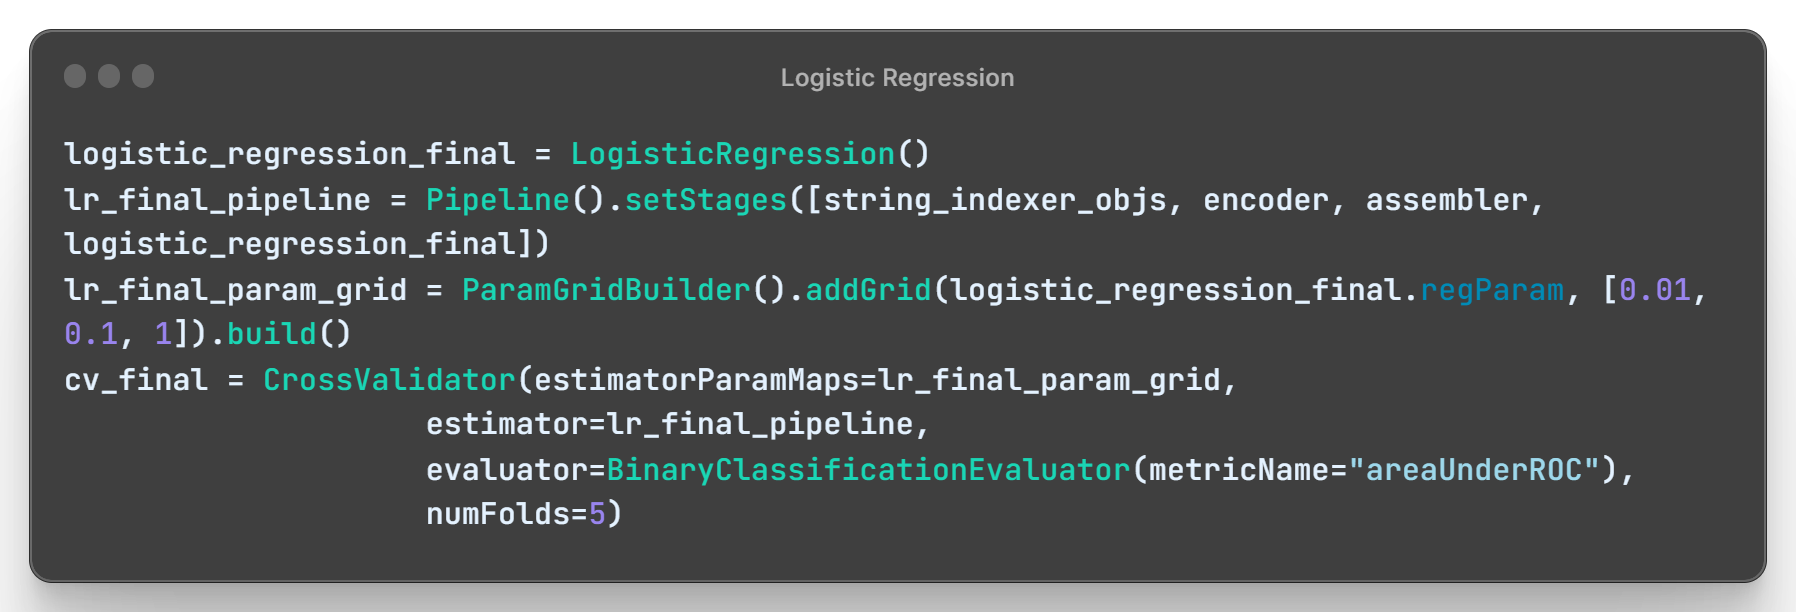 Logistic Regression
logistic_regression_final = LogisticRegression()
lr_final_pipeline = Pipeline().setStages([string_indexer_objs, encoder, assembler,
logistic_regression_final])
lr_final_param_grid = ParamGridBuilder().addGrid(logistic_regression_final.regParam, [0.01,
0.1, 1]).build()
cv_final = CrossValidator(estimatorParamMaps=lr_final_param_grid,
                    estimator=lr_final_pipeline,
                    evaluator=BinaryClassificationEvaluator(metricName="areaUnderROC"),
                    numFolds=5)